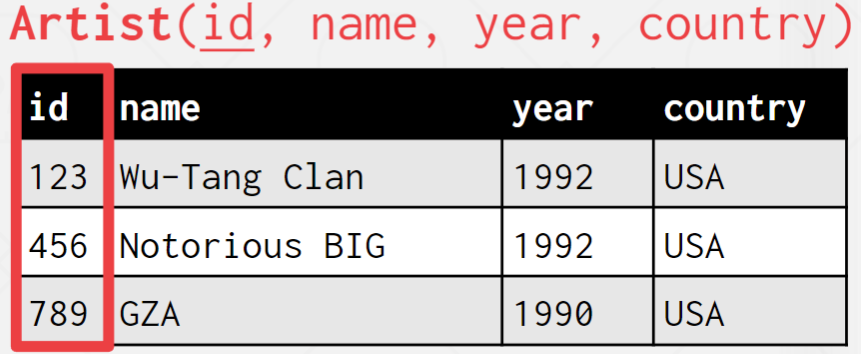 Artist(id, name, year, country)
id name year country
123 Wu-Tang Clan 1992 USA
456 Notorious BIG 1992 USA
789 GZA 1990 USA